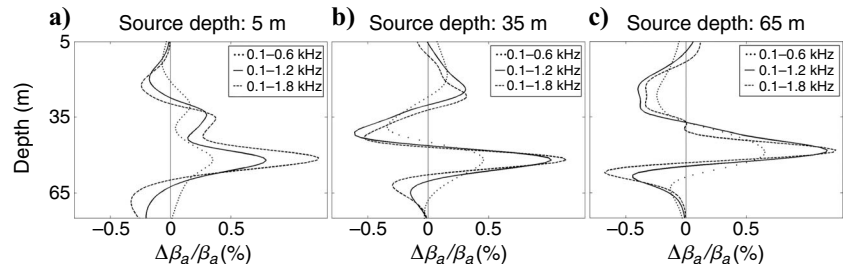 a) Source depth: 5 m
b) Source depth: 35 m
c) Source depth: 65 m
Depth (m)
5
35
65
0.1–0.6 kHz
0.1–1.2 kHz
0.1–1.8 kHz
−0.5 0 0.5
Δβₐ/βₐ(%)
0.1–0.6 kHz
0.1–1.2 kHz
0.1–1.8 kHz
−0.5 0 0.5
Δβₐ/βₐ(%)
0.1–0.6 kHz
0.1–1.2 kHz
0.1–1.8 kHz
−0.5 0 0.5
Δβₐ/βₐ(%)